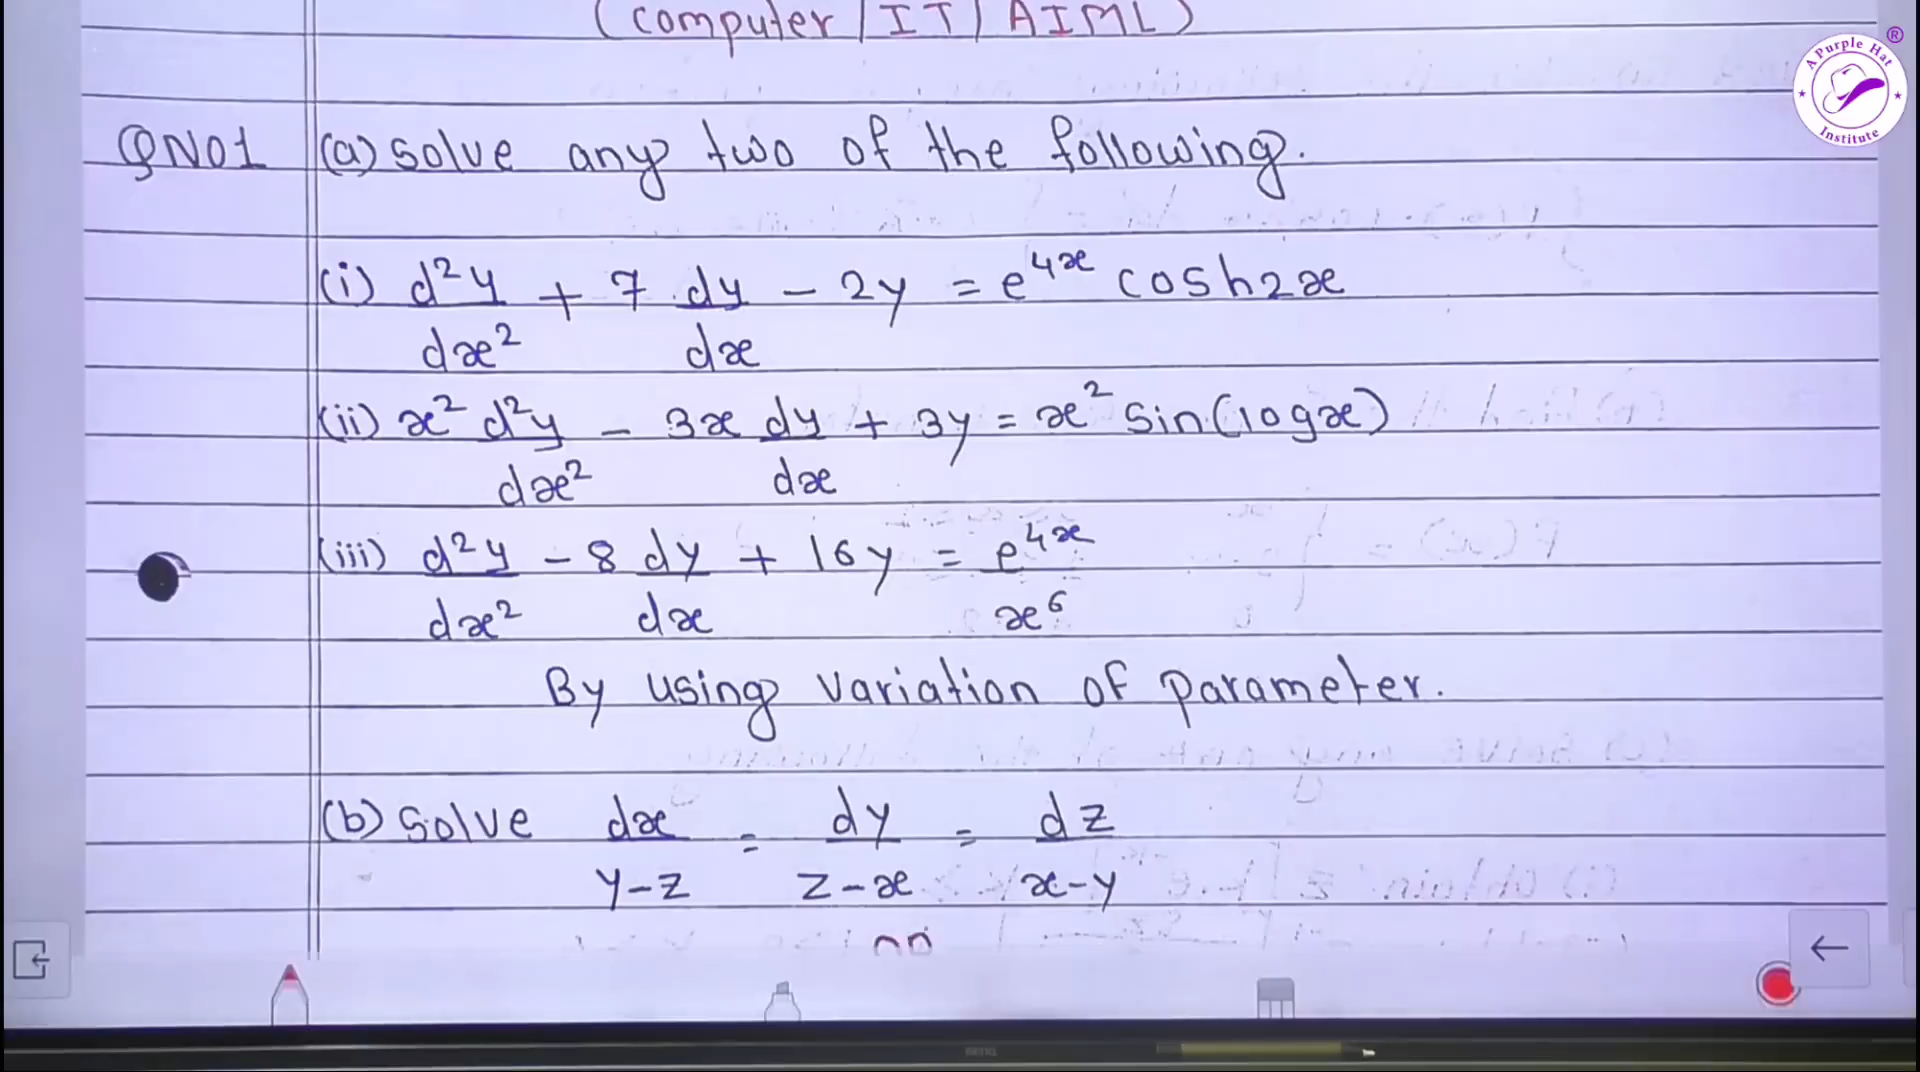 (computer/IT/AIML)
QNO1 (a) solve any two of the following.
(i) d²y/dx² + 7 dy/dx - 2y = e^4x cosh2x
(ii) x² d²y/dx² - 3x dy/dx + 3y = x² sin(logx)
(iii) d²y/dx² - 8 dy/dx + 16y = e^4x/x^6
By using variation of parameter.
(b) Solve dx/y-z = dy/z-x = dz/x-y
A Purple Hat
Institute
®